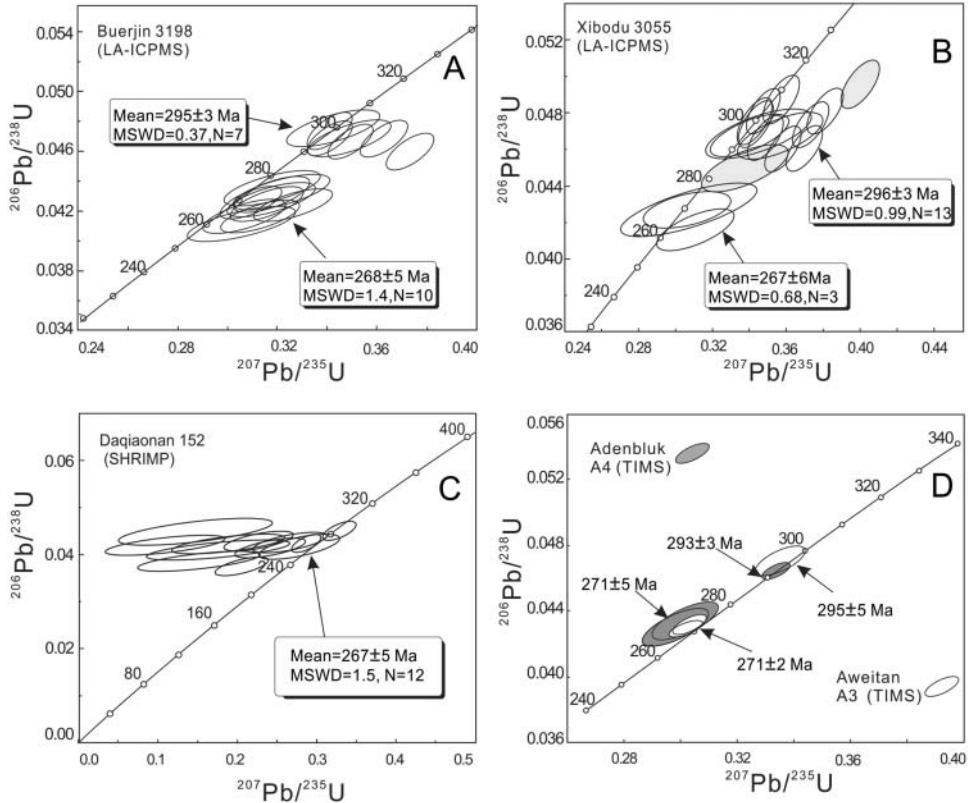 Buerjin 3198
(LA-ICPMS)
A
Mean=295±3 Ma
MSWD=0.37,N=7
Mean=268±5 Ma
MSWD=1.4,N=10
240
260
280
300
320
0.054
0.050
0.046
0.042
0.038
0.034
0.24
0.28
0.32
0.36
0.40
206Pb/238U
207Pb/235U
Xibodu 3055
(LA-ICPMS)
B
Mean=296±3 Ma
MSWD=0.99,N=13
Mean=267±6Ma
MSWD=0.68,N=3
240
260
280
300
320
0.052
0.048
0.044
0.040
0.036
0.24
0.28
0.32
0.36
0.40
0.44
206Pb/238U
207Pb/235U
Daqiaonan 152
(SHRIMP)
C
Mean=267±5 Ma
MSWD=1.5, N=12
80
160
240
320
400
0.06
0.04
0.02
0.00
0.0
0.1
0.2
0.3
0.4
0.5
206Pb/238U
207Pb/235U
Adenbluk
A4 (TIMS)
D
293±3 Ma
271±5 Ma
295±5 Ma
271±2 Ma
Aweitan
A3 (TIMS)
240
260
280
300
320
340
0.056
0.052
0.048
0.044
0.040
0.036
0.28
0.32
0.36
0.40
206Pb/238U
207Pb/235U